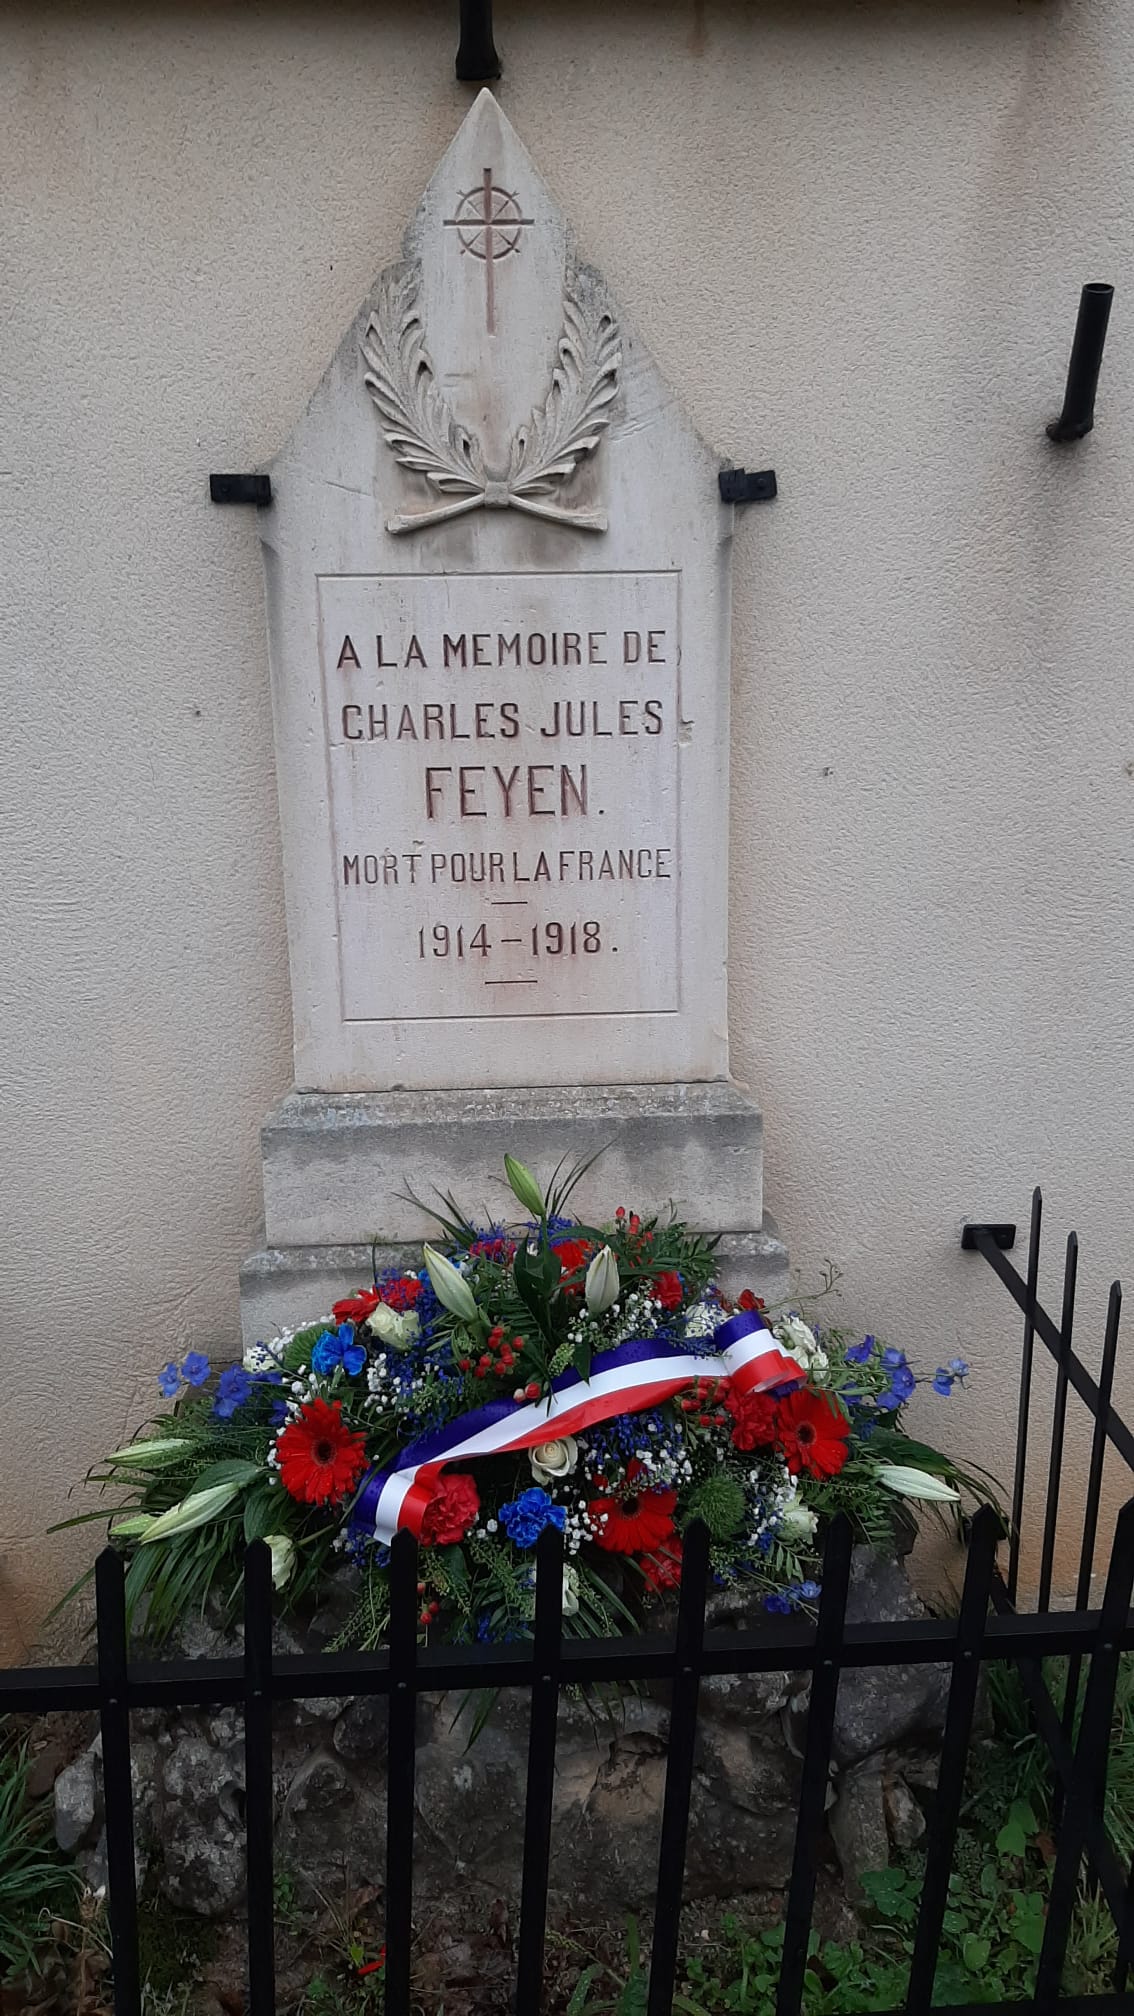 A LA MEMOIRE DE
CHARLES JULES
FEYEN.
MORT POUR LA FRANCE
1914-1918.